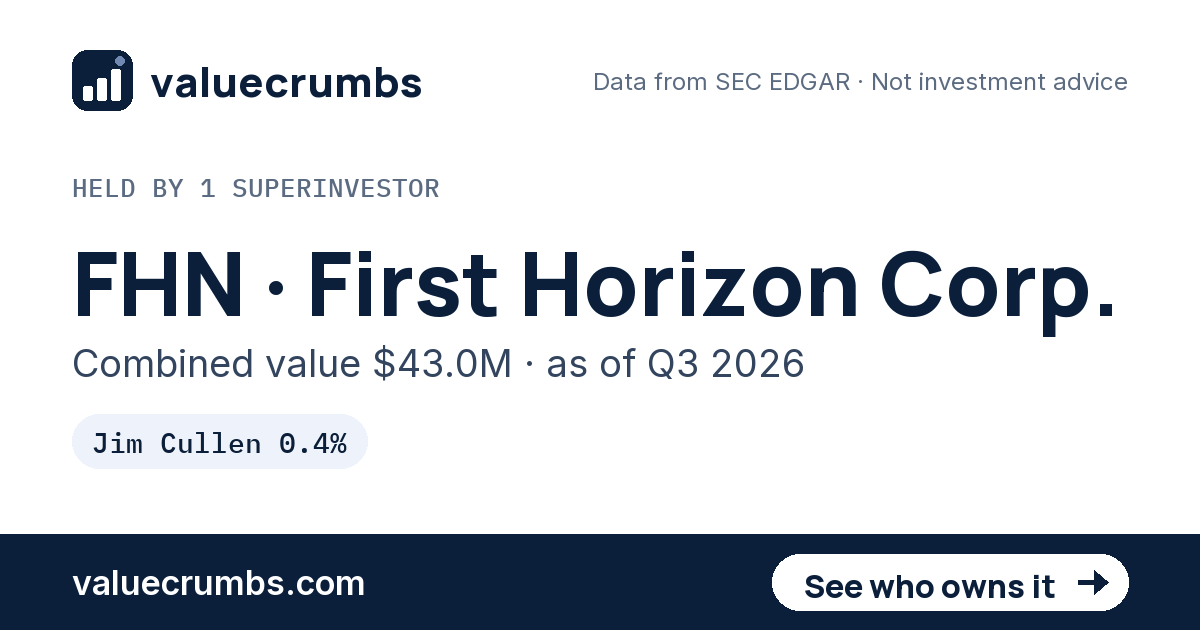 valuecrumbs
Data from SEC EDGAR · Not investment advice
HELD BY 1 SUPERINVESTOR
FHN · First Horizon Corp.
Combined value $43.0M · as of Q3 2026
Jim Cullen 0.4%
valuecrumbs.com
See who owns it →